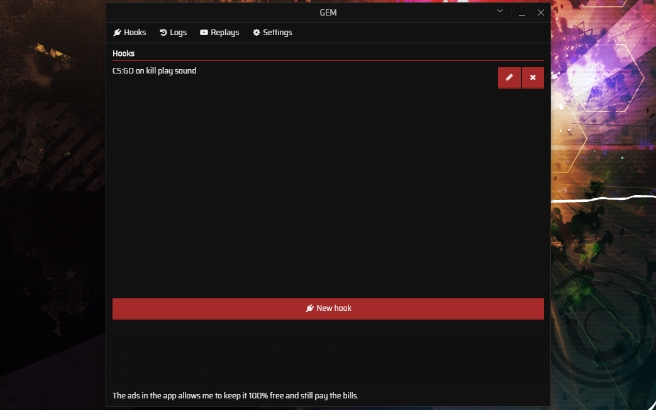 GEM
Hooks Logs Replays Settings
Hooks
CS:GO on kill play sound
New hook
The ads in the app allows me to keep it 100% free and still pay the bills.